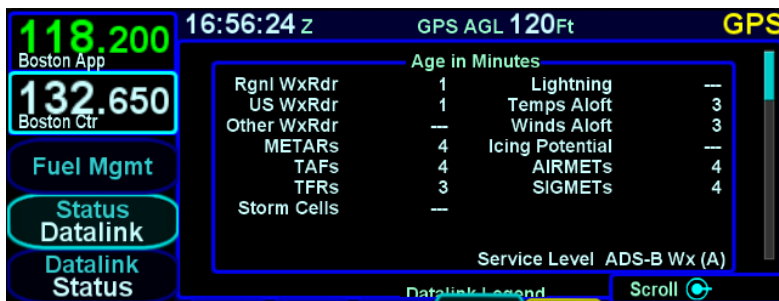 118.200
Boston App
132.650
Boston Ctr
Fuel Mgmt
Status
Datalink
Datalink
Status
16:56:24 Z GPS AGL 120Ft GPS
Age in Minutes
Rgnl WxRdr 1 Lightning ---
US WxRdr 1 Temps Aloft 3
Other WxRdr --- Winds Aloft 3
METARs 4 Icing Potential ---
TAFs 4 AIRMETs 4
TFRs 3 SIGMETs 4
Storm Cells ---
Service Level ADS-B Wx (A)
Datalink Legend
Scroll